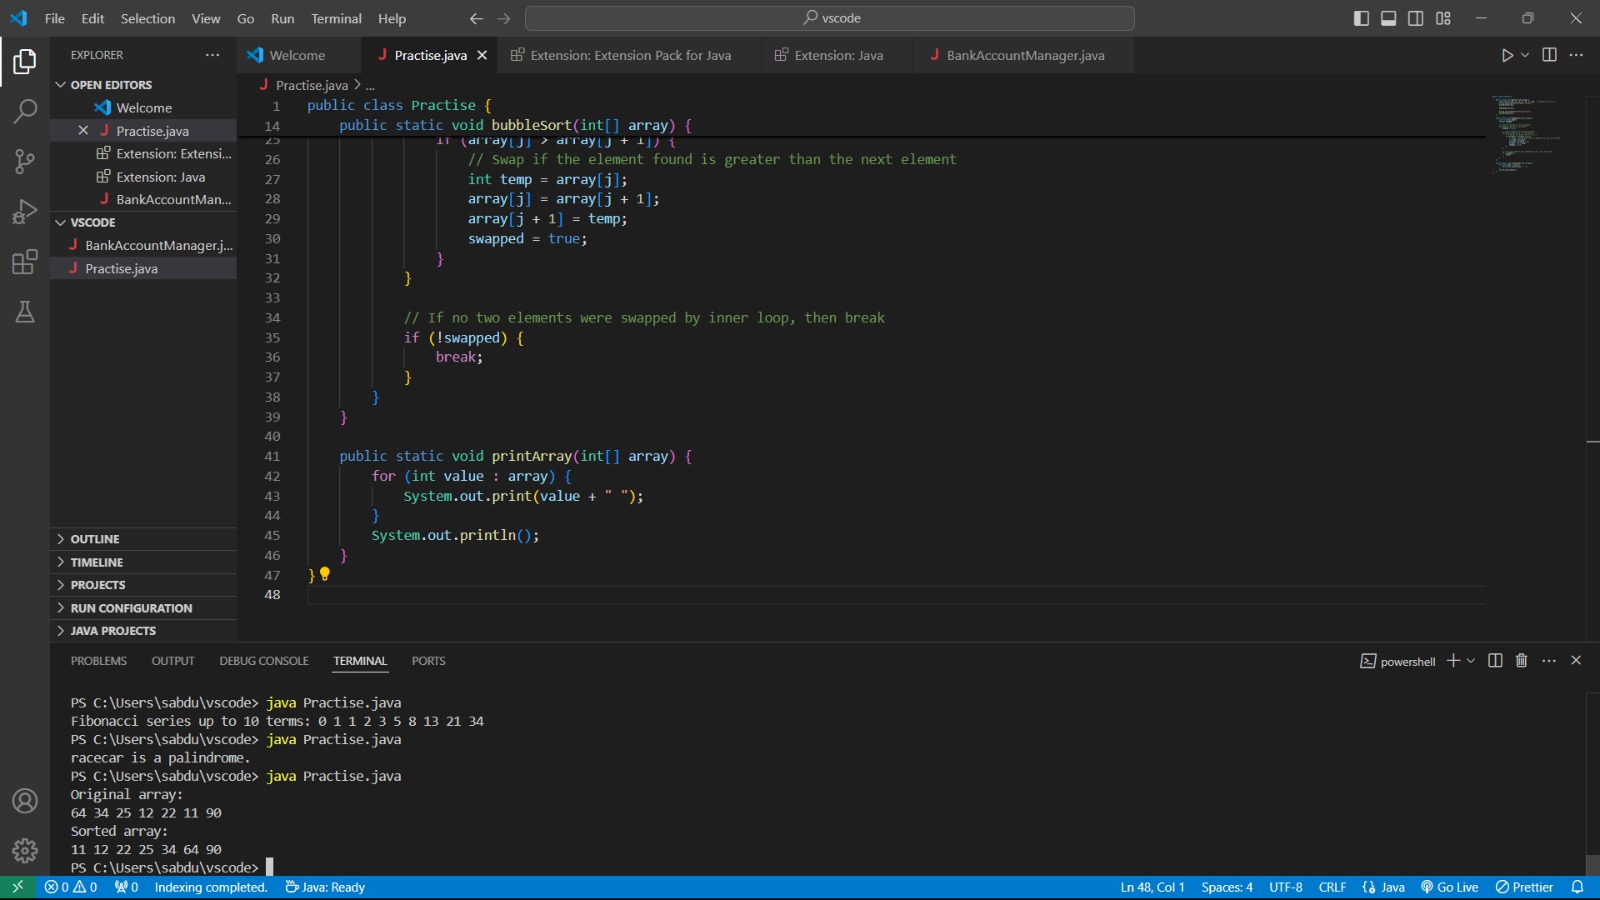 File Edit Selection View Go Run Terminal Help
vscode
EXPLORER
Welcome
Practise.java
Extension: Extension Pack for Java
Extension: Java
BankAccountManager.java
OPEN EDITORS
Welcome
Practise.java
Extension: Extensi...
Extension: Java
BankAccountMan...
VSCODE
BankAccountManager.j...
Practise.java
OUTLINE
TIMELINE
PROJECTS
RUN CONFIGURATION
JAVA PROJECTS
Practise.java > ...
1 public class Practise {
14 public static void bubbleSort(int[] array) {
25 if (array[j] > array[j + 1]) {
26 // Swap if the element found is greater than the next element
27 int temp = array[j];
28 array[j] = array[j + 1];
29 array[j + 1] = temp;
30 swapped = true;
31 }
32 }
33
34 // If no two elements were swapped by inner loop, then break
35 if (!swapped) {
36 break;
37 }
38 }
39 }
40
41 public static void printArray(int[] array) {
42 for (int value : array) {
43 System.out.print(value + " ");
44 }
45 System.out.println();
46 }
47 }
48
PROBLEMS OUTPUT DEBUG CONSOLE TERMINAL PORTS
powershell
PS C:\Users\sabdu\vscode> java Practise.java
Fibonacci series up to 10 terms: 0 1 1 2 3 5 8 13 21 34
PS C:\Users\sabdu\vscode> java Practise.java
racecar is a palindrome.
PS C:\Users\sabdu\vscode> java Practise.java
Original array:
64 34 25 12 22 11 90
Sorted array:
11 12 22 25 34 64 90
PS C:\Users\sabdu\vscode>
0 0 0 Indexing completed. Java: Ready
Ln 48, Col 1 Spaces: 4 UTF-8 CRLF Java Go Live Prettier